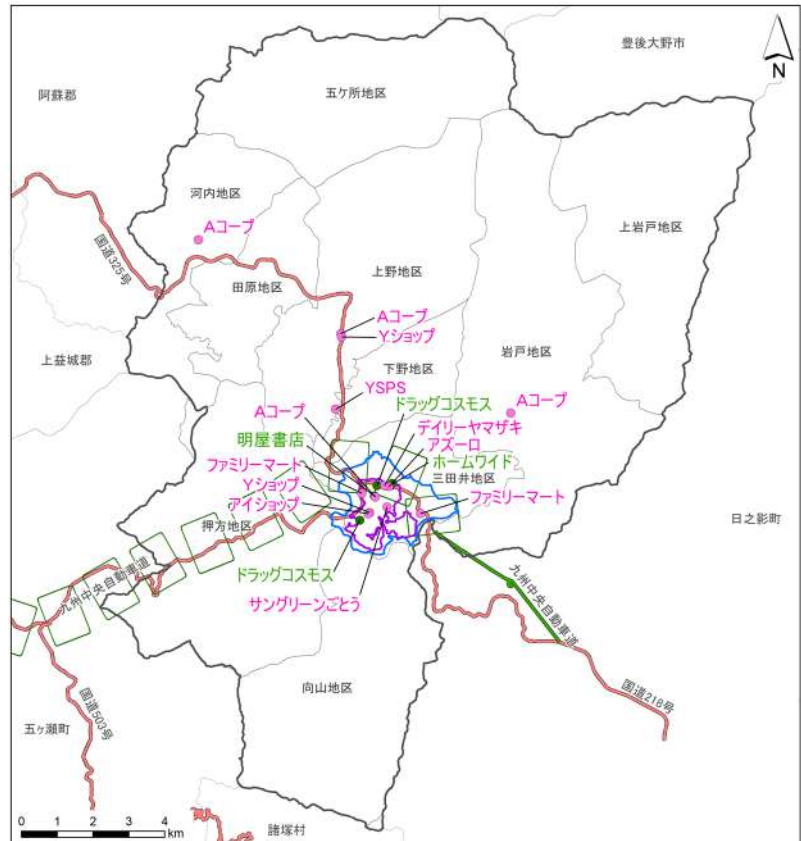 豊後大野市
阿蘇郡
五ケ所地区
N
河内地区
Aコープ
上岩戸地区
国道325号
上野地区
田原地区
Aコープ
Yショップ
岩戸地区
上益城郡
下野地区
YSPS
Aコープ
ドラッグコスモス
Aコープ
デイリーヤマザキ
明屋書店
アズーロ
ファミリーマート
ホームワイド
Yショップ
三田井地区
アイショップ
ファミリーマート
押方地区
日之影町
九州中央自動車道
ドラッグコスモス
九州中央自動車道
サングリーンごとう
向山地区
国道218号
国道503号
五ヶ瀬町
0 1 2 3 4
km
諸塚村